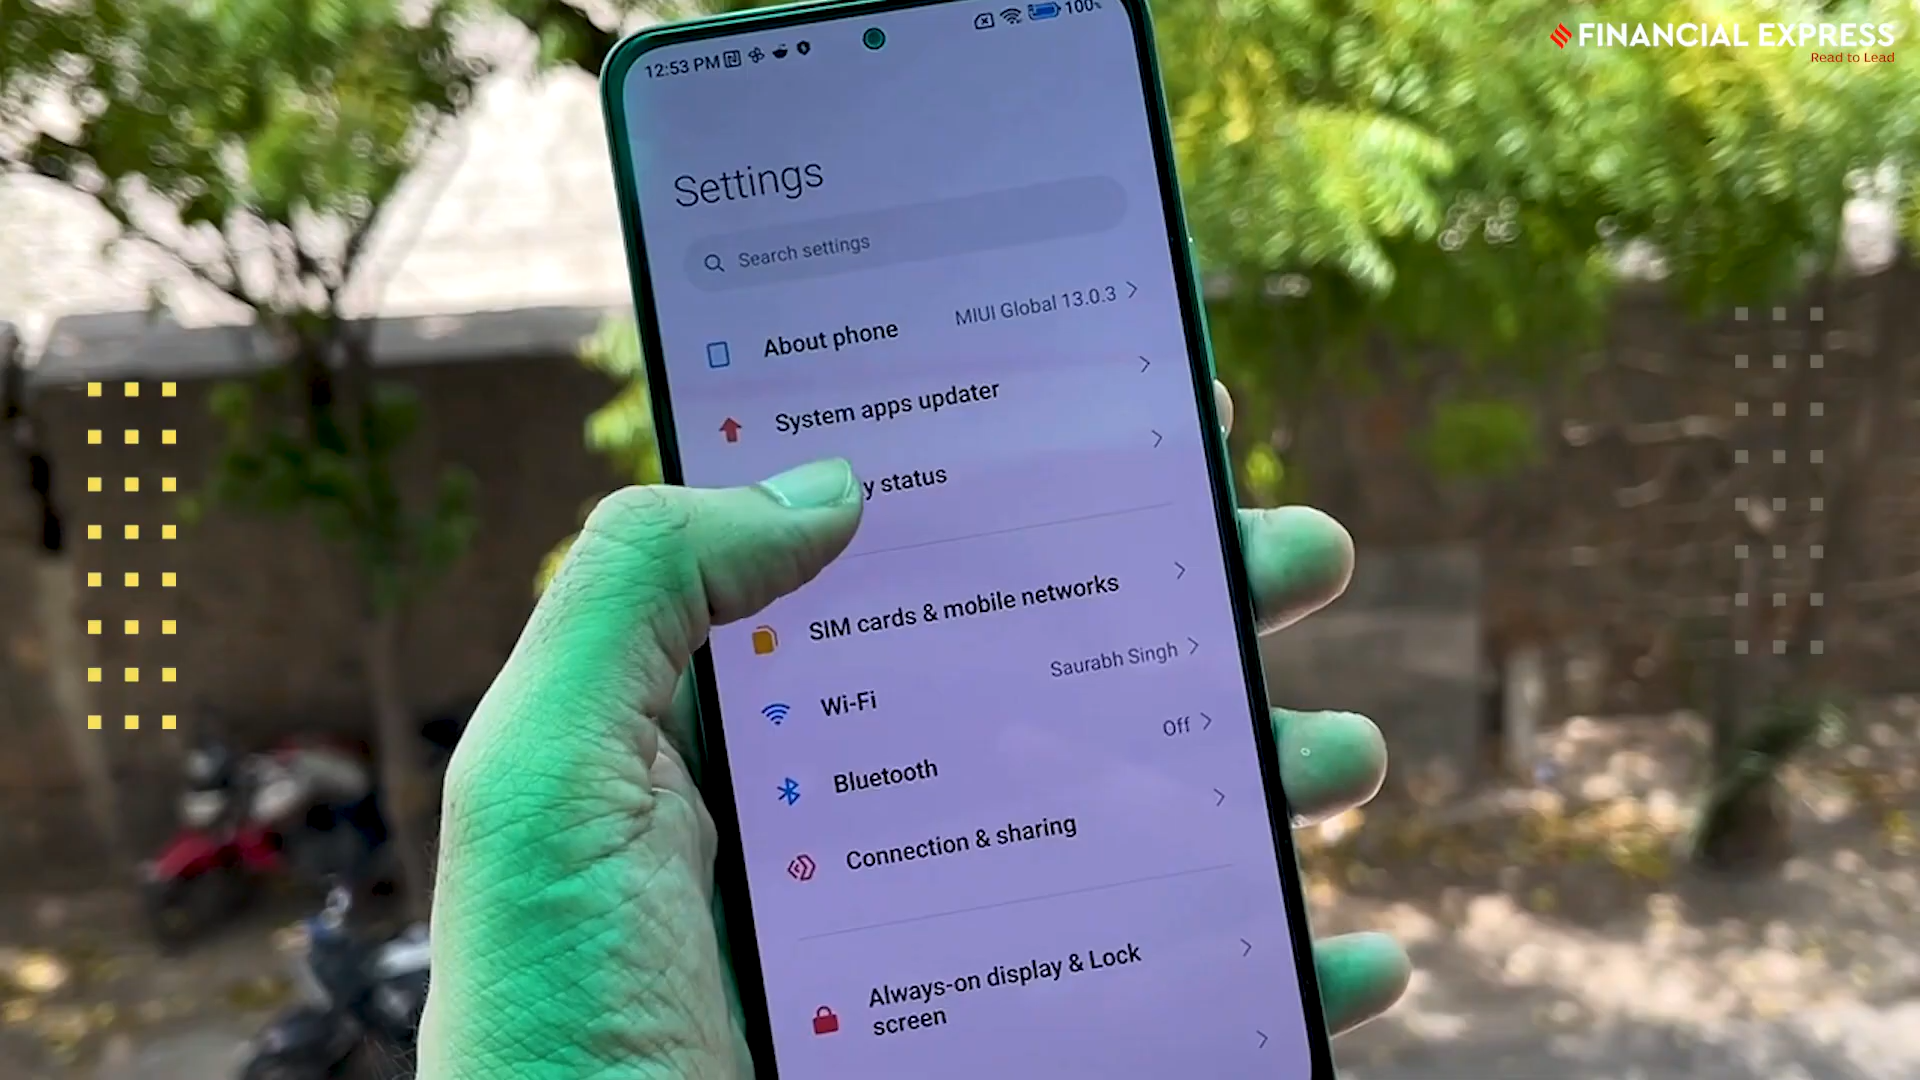 FINANCIAL EXPRESS
Read to Lead
12:53 PM
100%
Settings
Search settings
About phone
MIUI Global 13.0.3
System apps updater
y status
SIM cards & mobile networks
Wi-Fi
Saurabh Singh
Bluetooth
Off
Connection & sharing
Always-on display & Lock
screen